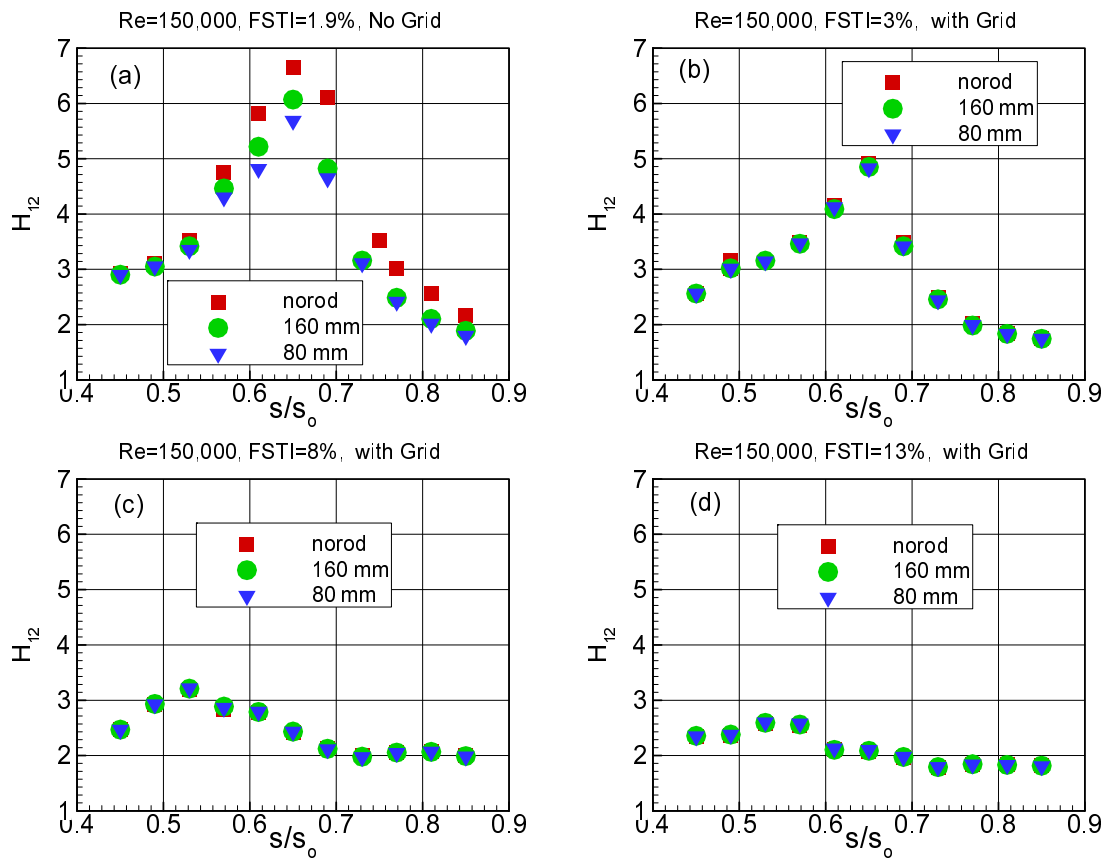 Re=150,000, FSTI=1.9%, No Grid
(a)
7
6
5
4
3
2
1
H12
norod
160 mm
80 mm
0.4 0.5 0.6 0.7 0.8 0.9
s/so
Re=150,000, FSTI=3%, with Grid
(b)
7
6
5
4
3
2
1
H12
norod
160 mm
80 mm
0.4 0.5 0.6 0.7 0.8 0.9
s/so
Re=150,000, FSTI=8%, with Grid
(c)
7
6
5
4
3
2
1
H12
norod
160 mm
80 mm
0.4 0.5 0.6 0.7 0.8 0.9
s/so
Re=150,000, FSTI=13%, with Grid
(d)
7
6
5
4
3
2
1
H12
norod
160 mm
80 mm
0.4 0.5 0.6 0.7 0.8 0.9
s/so